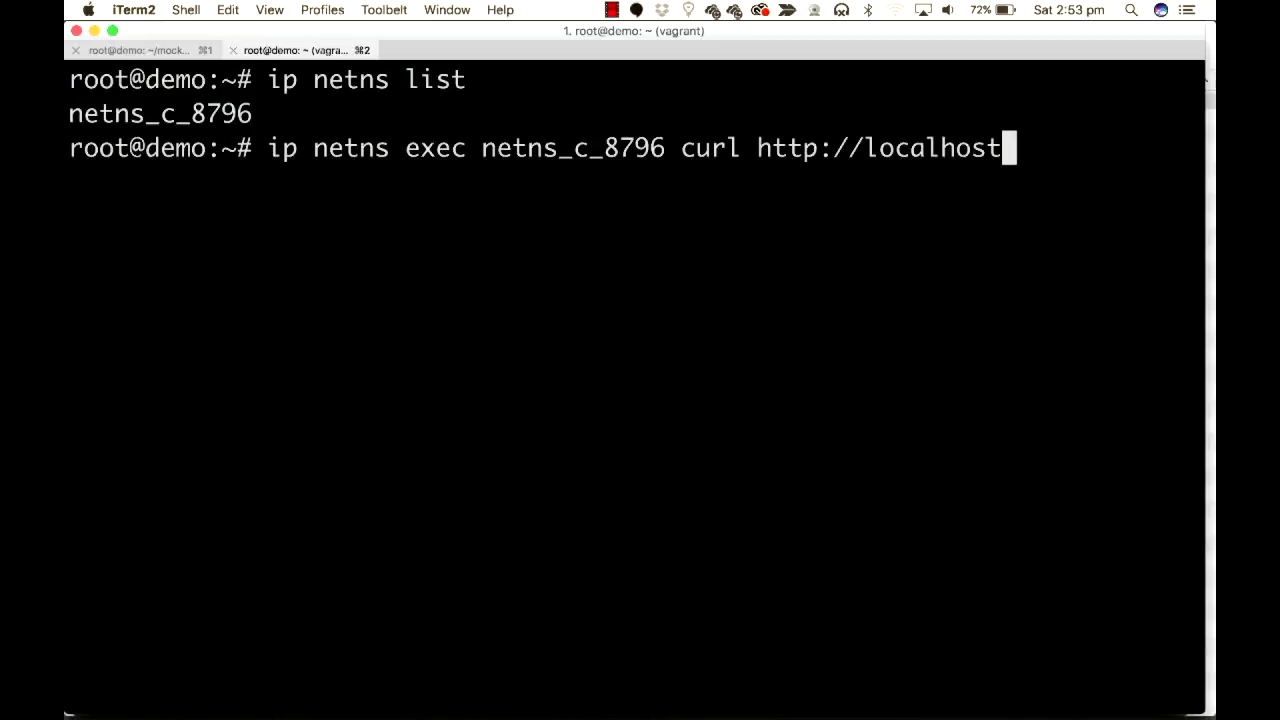 iTerm2 Shell Edit View Profiles Toolbelt Window Help 72% Sat 2:53 pm
1. root@demo: ~ (vagrant)
root@demo: ~/mock... ⌘1 root@demo: ~ (vagra... ⌘2
root@demo:~# ip netns list
netns_c_8796
root@demo:~# ip netns exec netns_c_8796 curl http://localhost